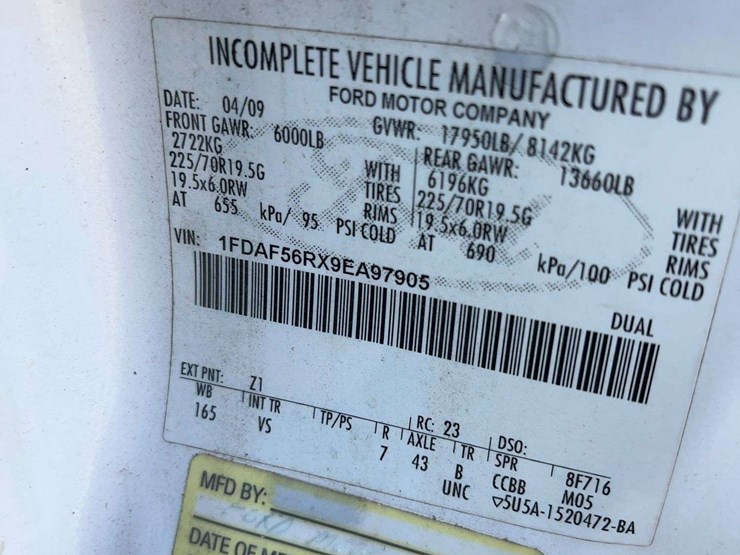 INCOMPLETE VEHICLE MANUFACTURED BY
FORD MOTOR COMPANY
DATE: 04/09 GVWR: 17950LB/ 8142KG
FRONT GAWR: 6000LB REAR GAWR: 13660LB
2722KG WITH 6196KG WITH
225/70R19.5G TIRES 225/70R19.5G TIRES
19.5x6.0RW RIMS 19.5x6.0RW RIMS
AT 655 kPa/ 95 PSI COLD AT 690 kPa/100 PSI COLD
VIN: 1FDAF56RX9EA97905
DUAL
EXT PNT: Z1 RC: 23 DSO:
WB INT TR TP/PS R AXLE TR SPR 8F716
165 VS 7 43 B CCBB M05
UNC ▽5U5A-1520472-BA
MFD BY:
FORD
DATE OF